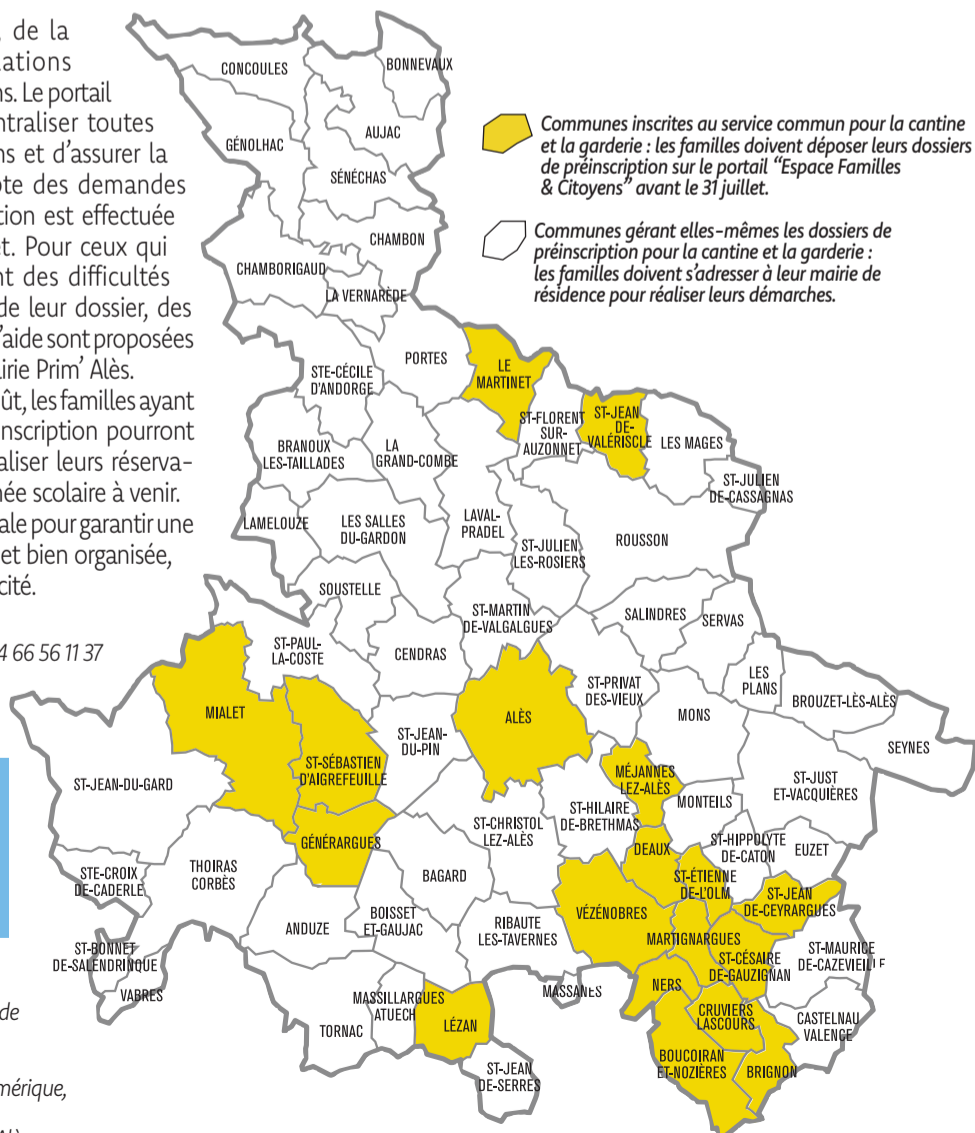 , de la
ations
ns. Le portail
ntraliser toutes
ns et d'assurer la
pte des demandes
tion est effectuée
et. Pour ceux qui
nt des difficultés
de leur dossier, des
'aide sont proposées
airie Prim' Alès.
ût, les familles ayant
inscription pourront
aliser leurs réserva-
née scolaire à venir.
ale pour garantir une
et bien organisée,
cité.
4 66 56 11 37
de
mérique,
Communes inscrites au service commun pour la cantine
et la garderie : les familles doivent déposer leurs dossiers
de préinscription sur le portail "Espace Familles
& Citoyens" avant le 31 juillet.
Communes gérant elles-mêmes les dossiers de
préinscription pour la cantine et la garderie :
les familles doivent s'adresser à leur mairie de
résidence pour réaliser leurs démarches.
CONCOULES
BONNEVAUX
GÉNOLHAC
AUJAC
SÉNÉCHAS
CHAMBON
CHAMBORIGAUD
LA VERNARÈDE
PORTES
STE-CÉCILE
D'ANDORGE
LE
MARTINET
ST-FLORENT
SUR-
AUZONNET
ST-JEAN
DE-
VALÉRISCLE
LES MAGES
ST-JULIEN
DE-CASSAGNAS
BRANOUX
LES-TAILLADES
LA
GRAND-COMBE
LAMELOUZE
LES SALLES
DU-GARDON
LAVAL-
PRADEL
ST-JULIEN
LES-ROSIERS
ROUSSON
SOUSTELLE
ST-MARTIN
DE-VALGALGUES
SALINDRES
SERVAS
ST-PAUL-
LA-COSTE
CENDRAS
LES
PLANS
BROUZET-LÈS-ALÈS
SEYNES
MIALET
ST-SÉBASTIEN
D'AIGREFEUILLE
ST-JEAN-
DU-PIN
ALÈS
ST-PRIVAT
DES-VIEUX
MONS
ST-JEAN-DU-GARD
MÉJANNES
LEZ-ALÈS
MONTEILS
ST-JUST
ET-VACQUIÈRES
GÉNÉRARGUES
ST-CHRISTOL
LEZ-ALÈS
ST-HILAIRE
DE-BRETHMAS
DEAUX
ST-HIPPOLYTE
DE-CATON
EUZET
STE-CROIX
DE-CADERLE
THOIRAS
CORBÈS
BAGARD
ST-ÉTIENNE
DE-L'OLM
ST-JEAN
DE-CEYRARGUES
ANDUZE
BOISSET
ET-GAUJAC
RIBAUTE
LES-TAVERNES
VÉZÉNOBRES
MARTIGNARGUES
ST-CÉSAIRE
DE-GAUZIGNAN
ST-MAURICE
DE-CAZEVIEILLE
ST-BONNET
DE-SALENDRINQUE
VABRES
MASSANES
NERS
CRUVIERS
LASCOURS
CASTELNAU
VALENCE
TORNAC
MASSILLARGUES
ATUECH
LÉZAN
ST-JEAN
DE-SERRES
BOUCOIRAN
ET-NOZIÈRES
BRIGNON